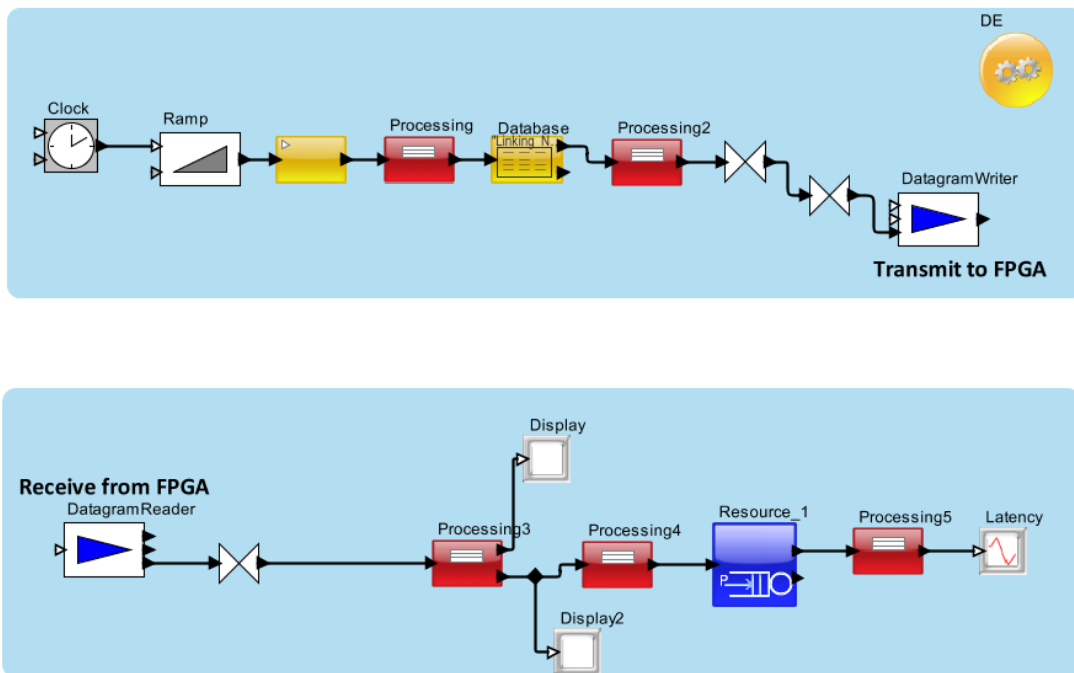 DE
Clock
Ramp
Processing
Database
"Linking_N...
Processing2
DatagramWriter
Transmit to FPGA
Display
Receive from FPGA
DatagramReader
Processing3
Processing4
Resource_1
Processing5
Latency
P
Display2